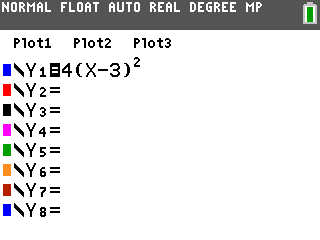 NORMAL FLOAT AUTO REAL DEGREE MP
Plot1 Plot2 Plot3
\Y₁=4(X-3)²
\Y₂=
\Y₃=
\Y₄=
\Y₅=
\Y₆=
\Y₇=
\Y₈=